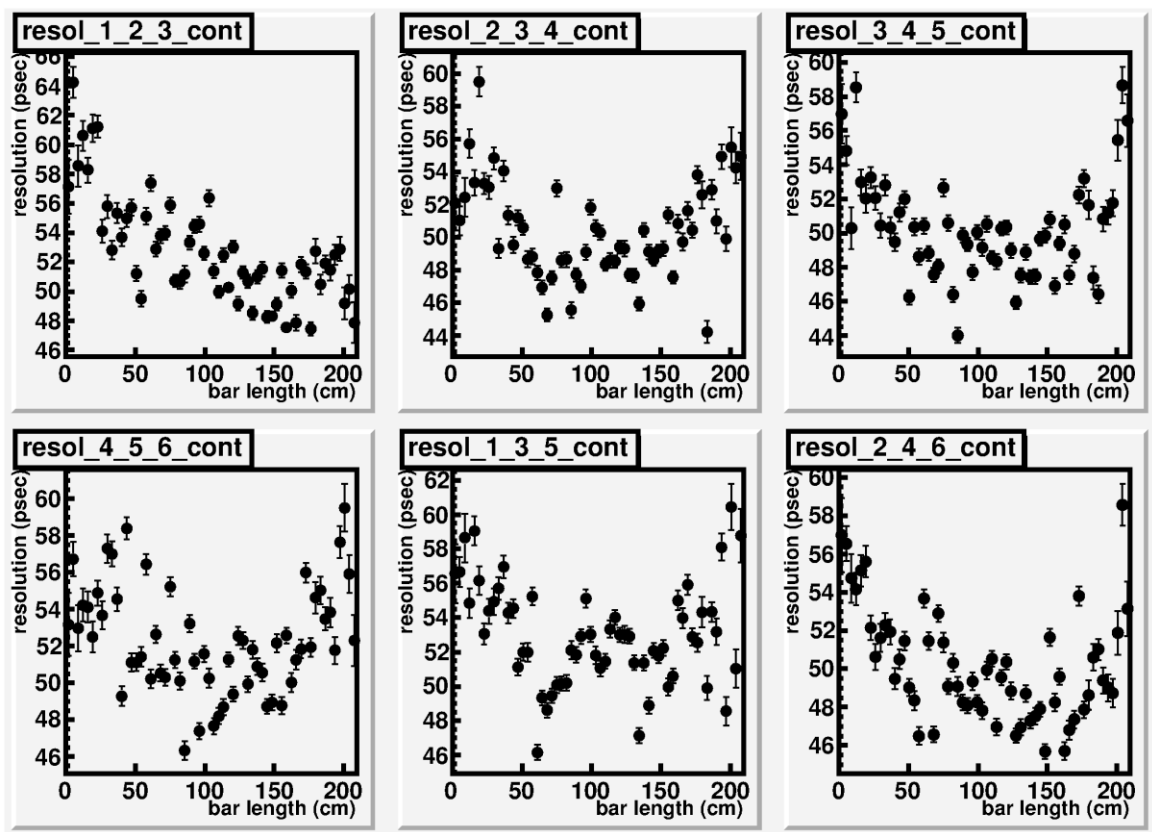 resol_1_2_3_cont
resolution (psec)
66
64
62
60
58
56
54
52
50
48
46
0 50 100 150 200
bar length (cm)
resol_2_3_4_cont
resolution (psec)
60
58
56
54
52
50
48
46
44
0 50 100 150 200
bar length (cm)
resol_3_4_5_cont
resolution (psec)
60
58
56
54
52
50
48
46
44
0 50 100 150 200
bar length (cm)
resol_4_5_6_cont
resolution (psec)
60
58
56
54
52
50
48
46
0 50 100 150 200
bar length (cm)
resol_1_3_5_cont
resolution (psec)
62
60
58
56
54
52
50
48
46
0 50 100 150 200
bar length (cm)
resol_2_4_6_cont
resolution (psec)
60
58
56
54
52
50
48
46
0 50 100 150 200
bar length (cm)